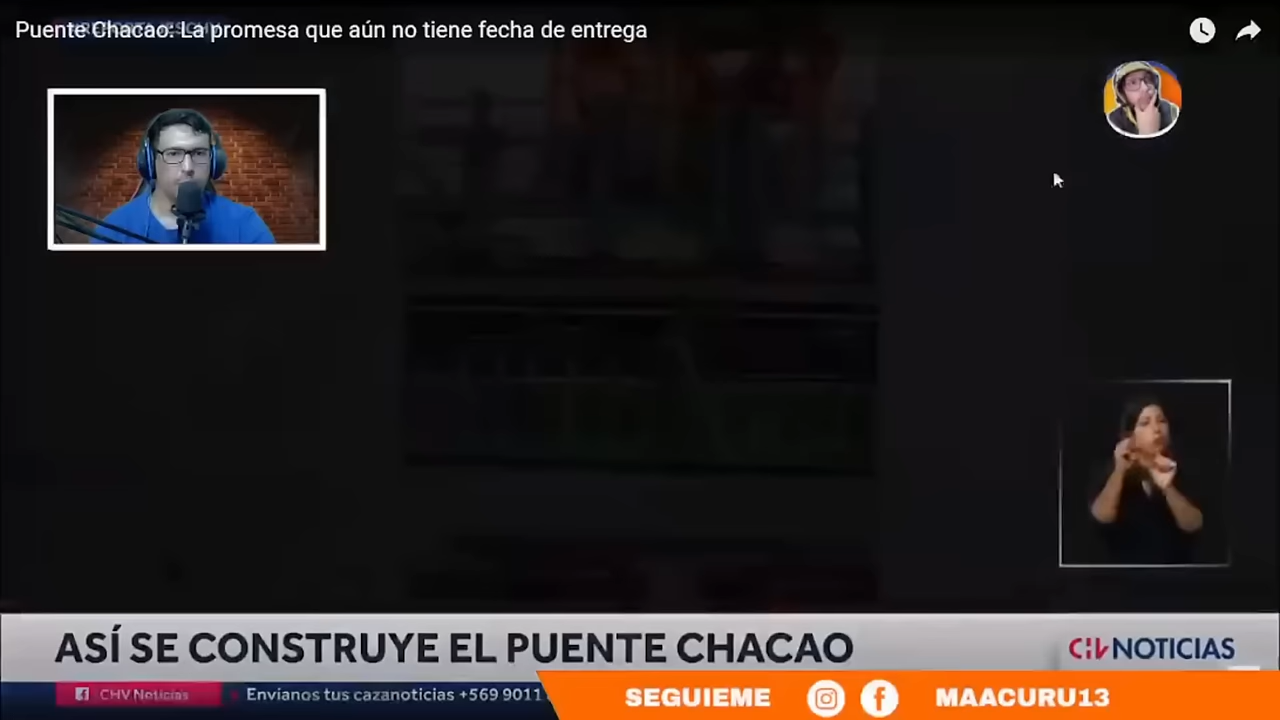 Puente Chacao: La promesa que aún no tiene fecha de entrega
#REPORTAJESCHV
ASÍ SE CONSTRUYE EL PUENTE CHACAO
CHV NOTICIAS
CHV Noticias
Envíanos tus cazanoticias +569 9011
SEGUIEME
MAACURU13